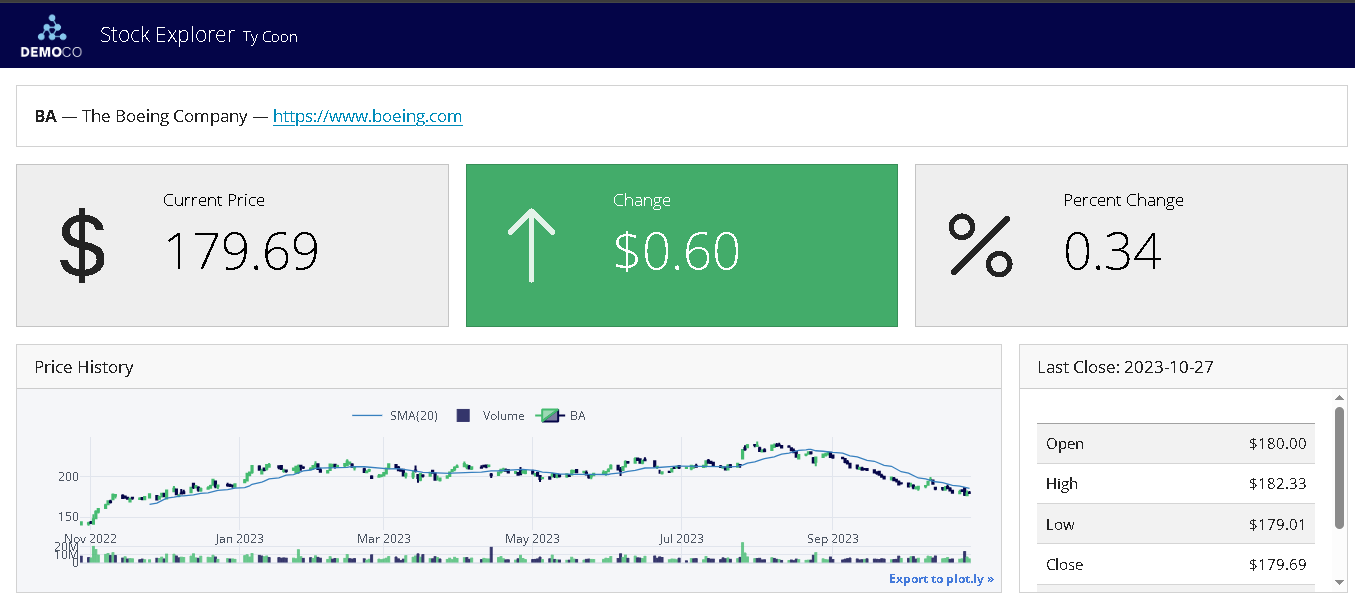 DEMOCO
Stock Explorer Ty Coon
BA — The Boeing Company — https://www.boeing.com
$
Current Price
179.69
Change
$0.60
%
Percent Change
0.34
Price History
SMA(20) Volume BA
200
150
Nov 2022 Jan 2023 Mar 2023 May 2023 Jul 2023 Sep 2023
20M
10M
0
Export to plot.ly »
Last Close: 2023-10-27
Open $180.00
High $182.33
Low $179.01
Close $179.69